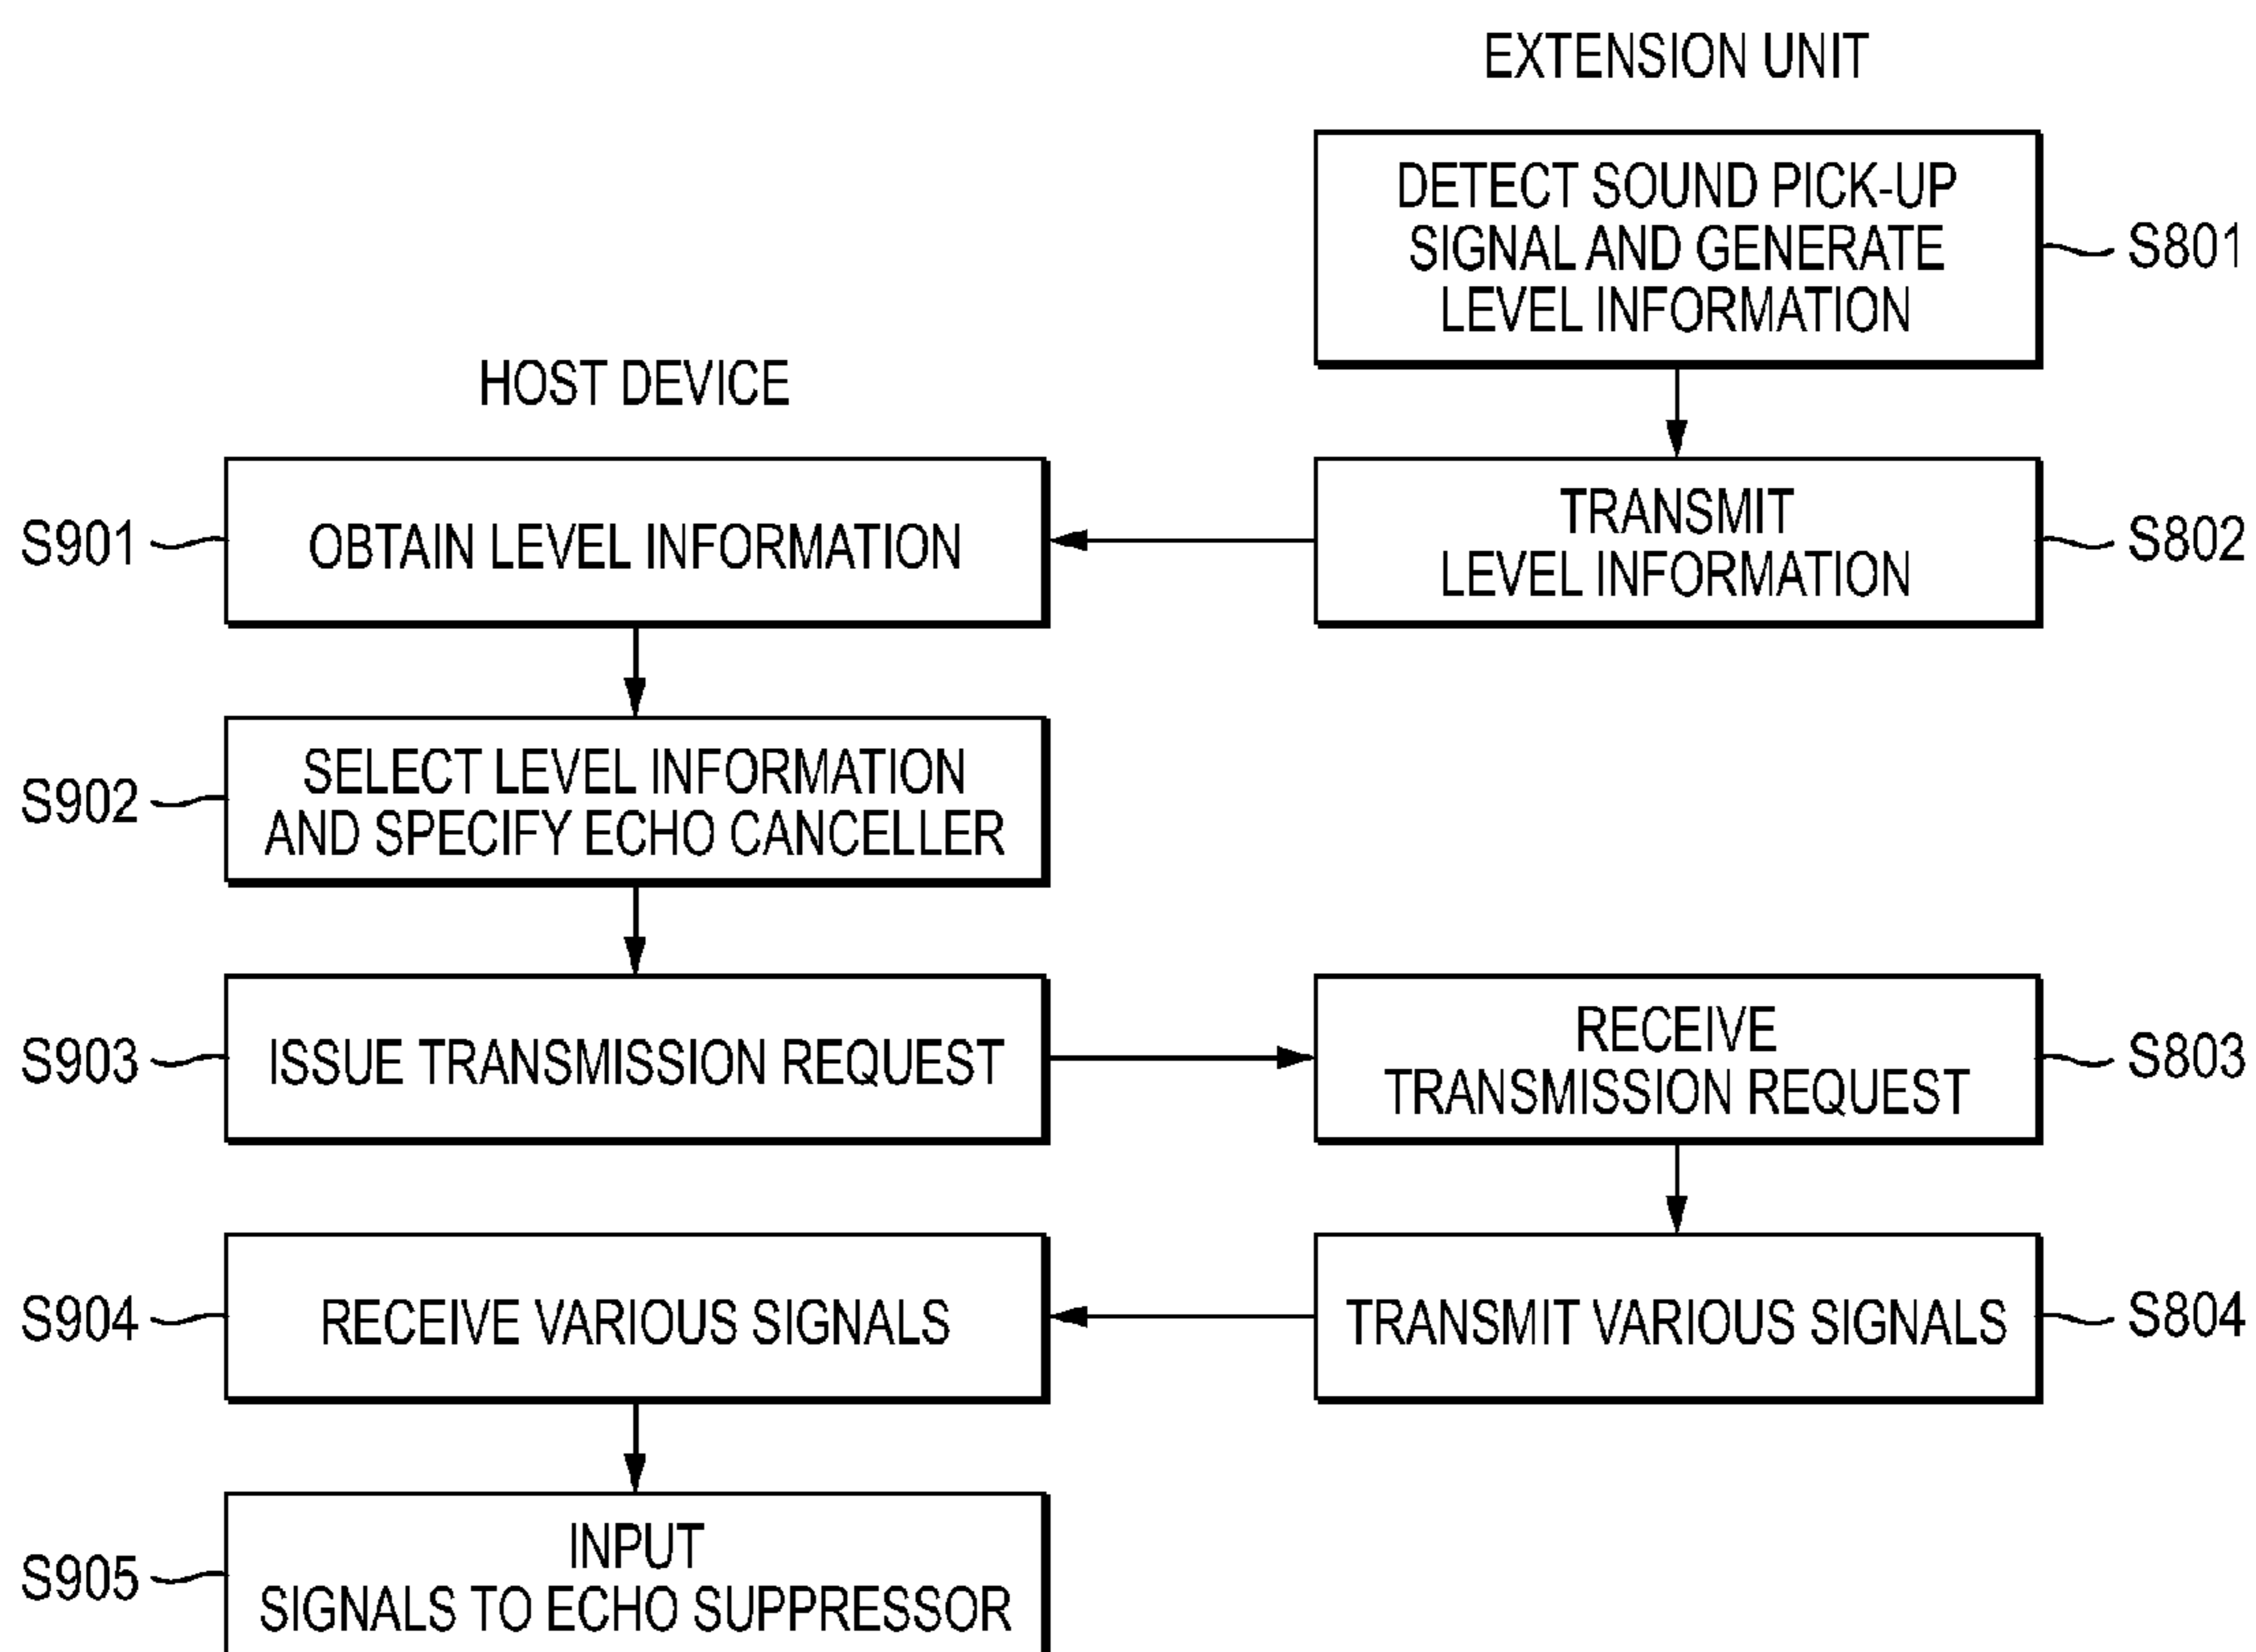 EXTENSION UNIT
DETECT SOUND PICK-UP
SIGNAL AND GENERATE
LEVEL INFORMATION
S801
HOST DEVICE
S901
OBTAIN LEVEL INFORMATION
TRANSMIT
LEVEL INFORMATION
S802
SELECT LEVEL INFORMATION
AND SPECIFY ECHO CANCELLER
S902
S903
ISSUE TRANSMISSION REQUEST
RECEIVE
TRANSMISSION REQUEST
S803
S904
RECEIVE VARIOUS SIGNALS
TRANSMIT VARIOUS SIGNALS
S804
S905
INPUT
SIGNALS TO ECHO SUPPRESSOR